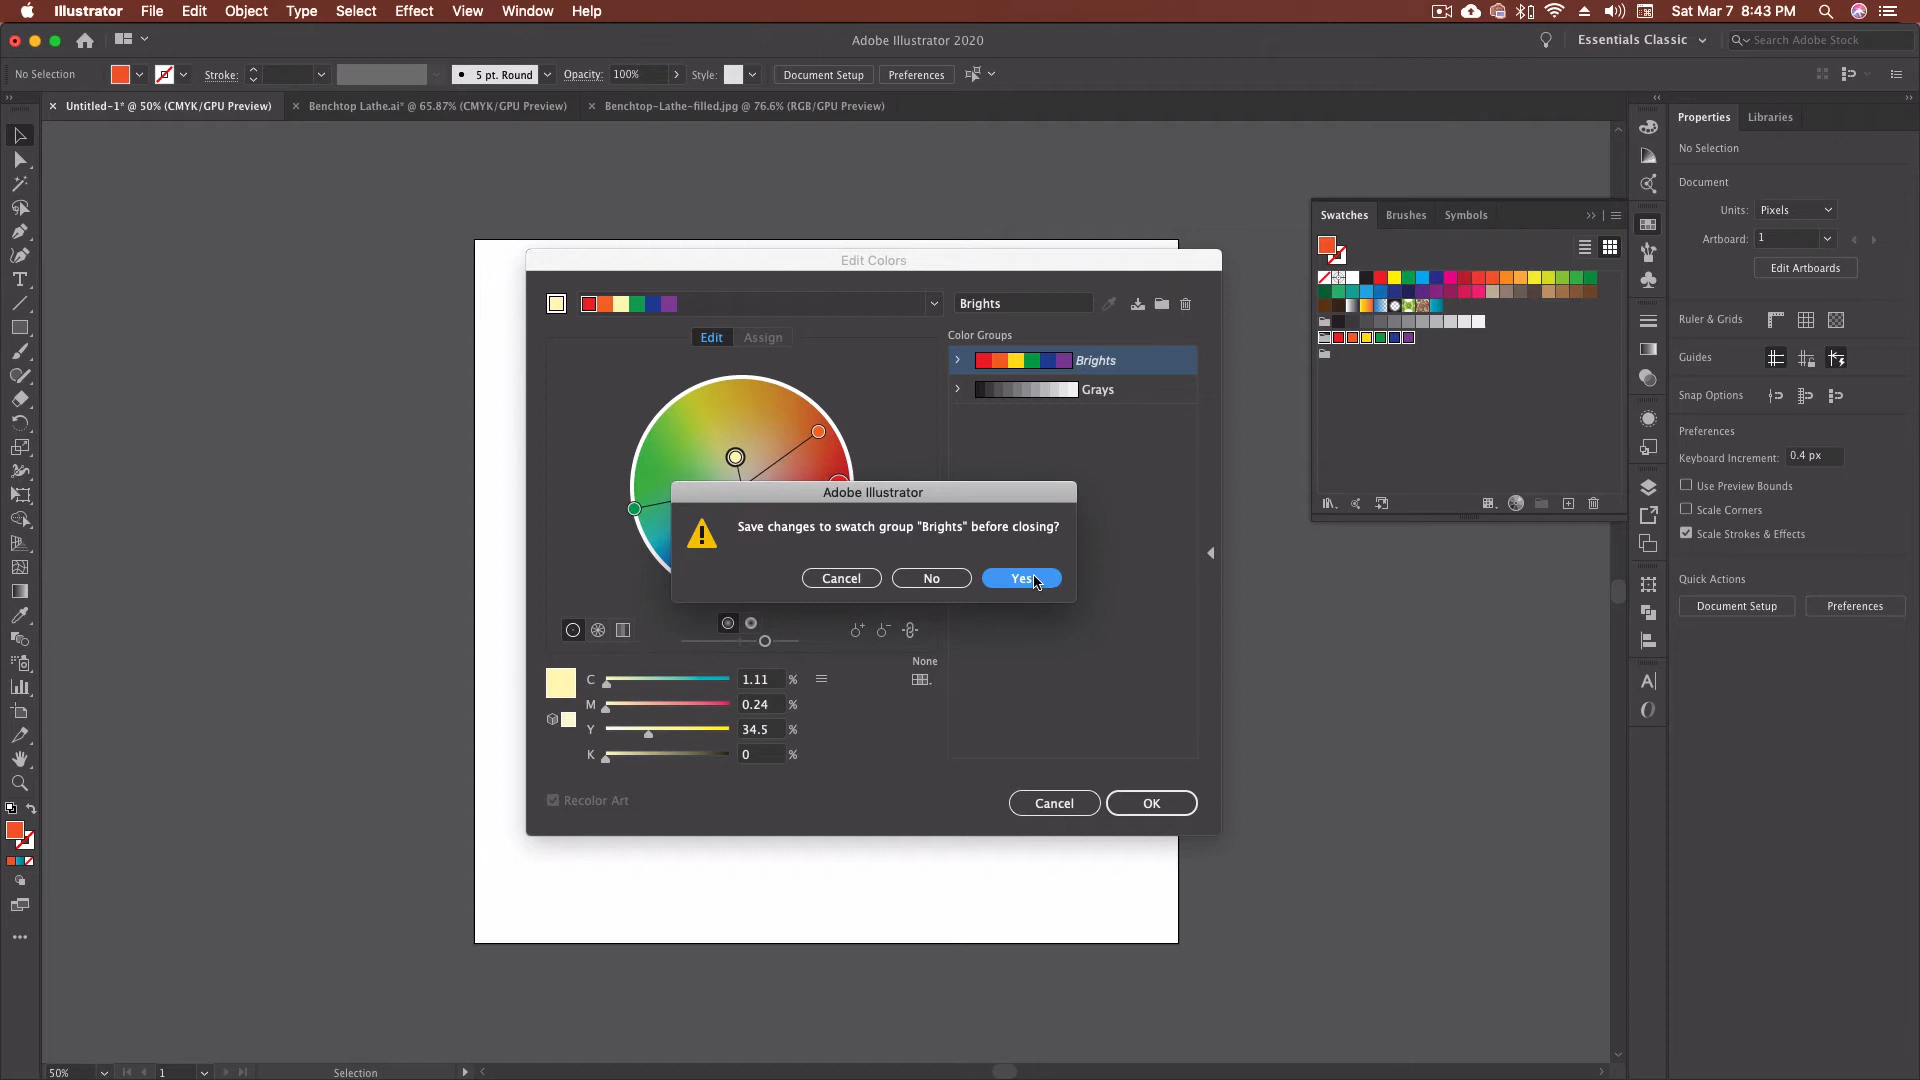 Illustrator File Edit Object Type Select Effect View Window Help
Sat Mar 7 8:43 PM
Adobe Illustrator 2020
Essentials Classic
Search Adobe Stock
No Selection
Stroke:
5 pt. Round
Opacity: 100%
Style:
Document Setup
Preferences
Untitled-1* @ 50% (CMYK/GPU Preview)
Benchtop Lathe.ai* @ 65.87% (CMYK/GPU Preview)
Benchtop-Lathe-filled.jpg @ 76.6% (RGB/GPU Preview)
Edit Colors
Brights
Edit
Assign
Color Groups
Brights
Grays
Adobe Illustrator
Save changes to swatch group "Brights" before closing?
Cancel
No
Yes
None
C 1.11 %
M 0.24 %
Y 34.5 %
K 0 %
Recolor Art
Cancel
OK
Swatches
Brushes
Symbols
Properties
Libraries
No Selection
Document
Units: Pixels
Artboard: 1
Edit Artboards
Ruler & Grids
Guides
Snap Options
Preferences
Keyboard Increment: 0.4 px
Use Preview Bounds
Scale Corners
Scale Strokes & Effects
Quick Actions
Document Setup
Preferences
50%
1
Selection